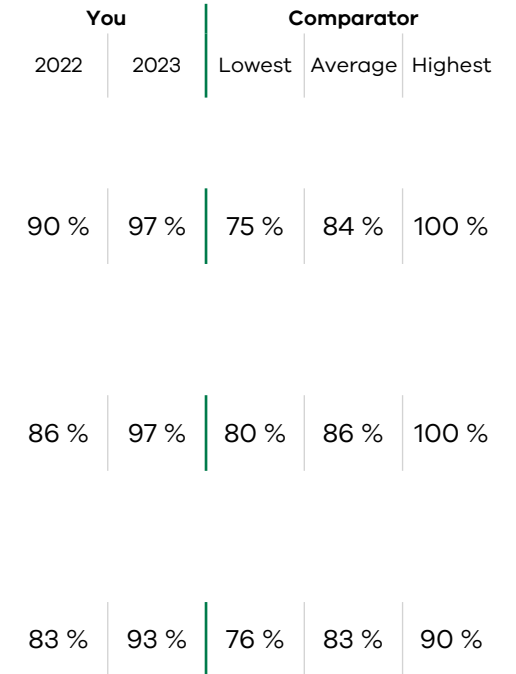 You Comparator
2022 2023 Lowest Average Highest
90 % 97 % 75 % 84 % 100 %
86 % 97 % 80 % 86 % 100 %
83 % 93 % 76 % 83 % 90 %